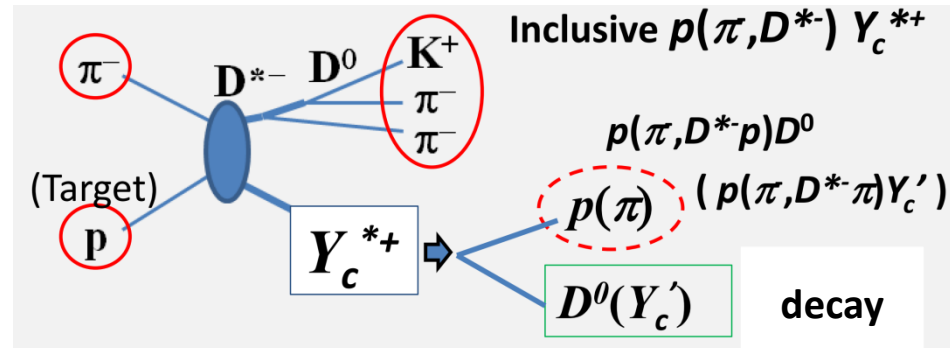 Inclusive p(π⁻,D*⁻) Y_c*⁺
π⁻
D*⁻
D⁰
K⁺
π⁻
π⁻
p(π⁻,D*⁻p)D⁰
(Target)
p(π)
( p(π⁻,D*⁻π)Y_c′ )
p
Y_c*⁺
D⁰(Y_c′)
decay